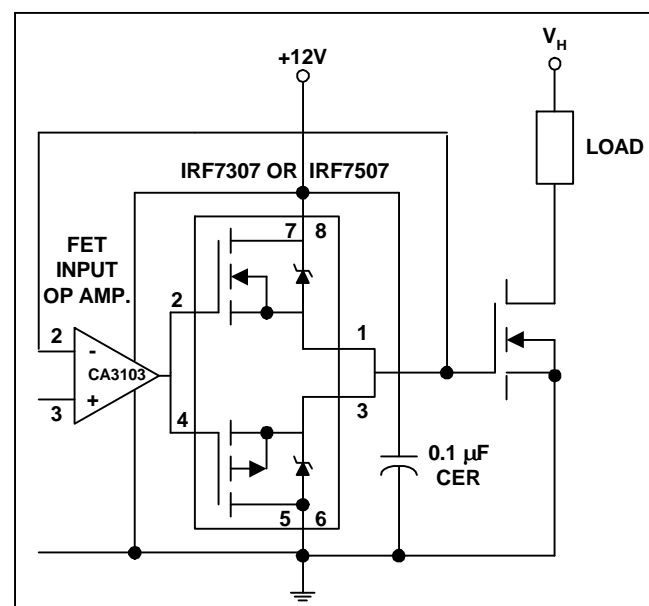 V_H
+12V
LOAD
IRF7307 OR IRF7507
FET
INPUT
OP AMP.
7 8
2
1
2
-
CA3103
+
3
3
4
0.1 µF
CER
5 6